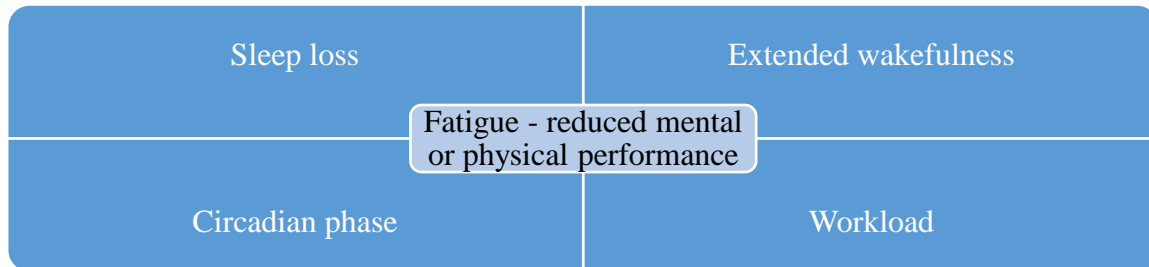 Sleep loss
Extended wakefulness
Fatigue - reduced mental
or physical performance
Circadian phase
Workload